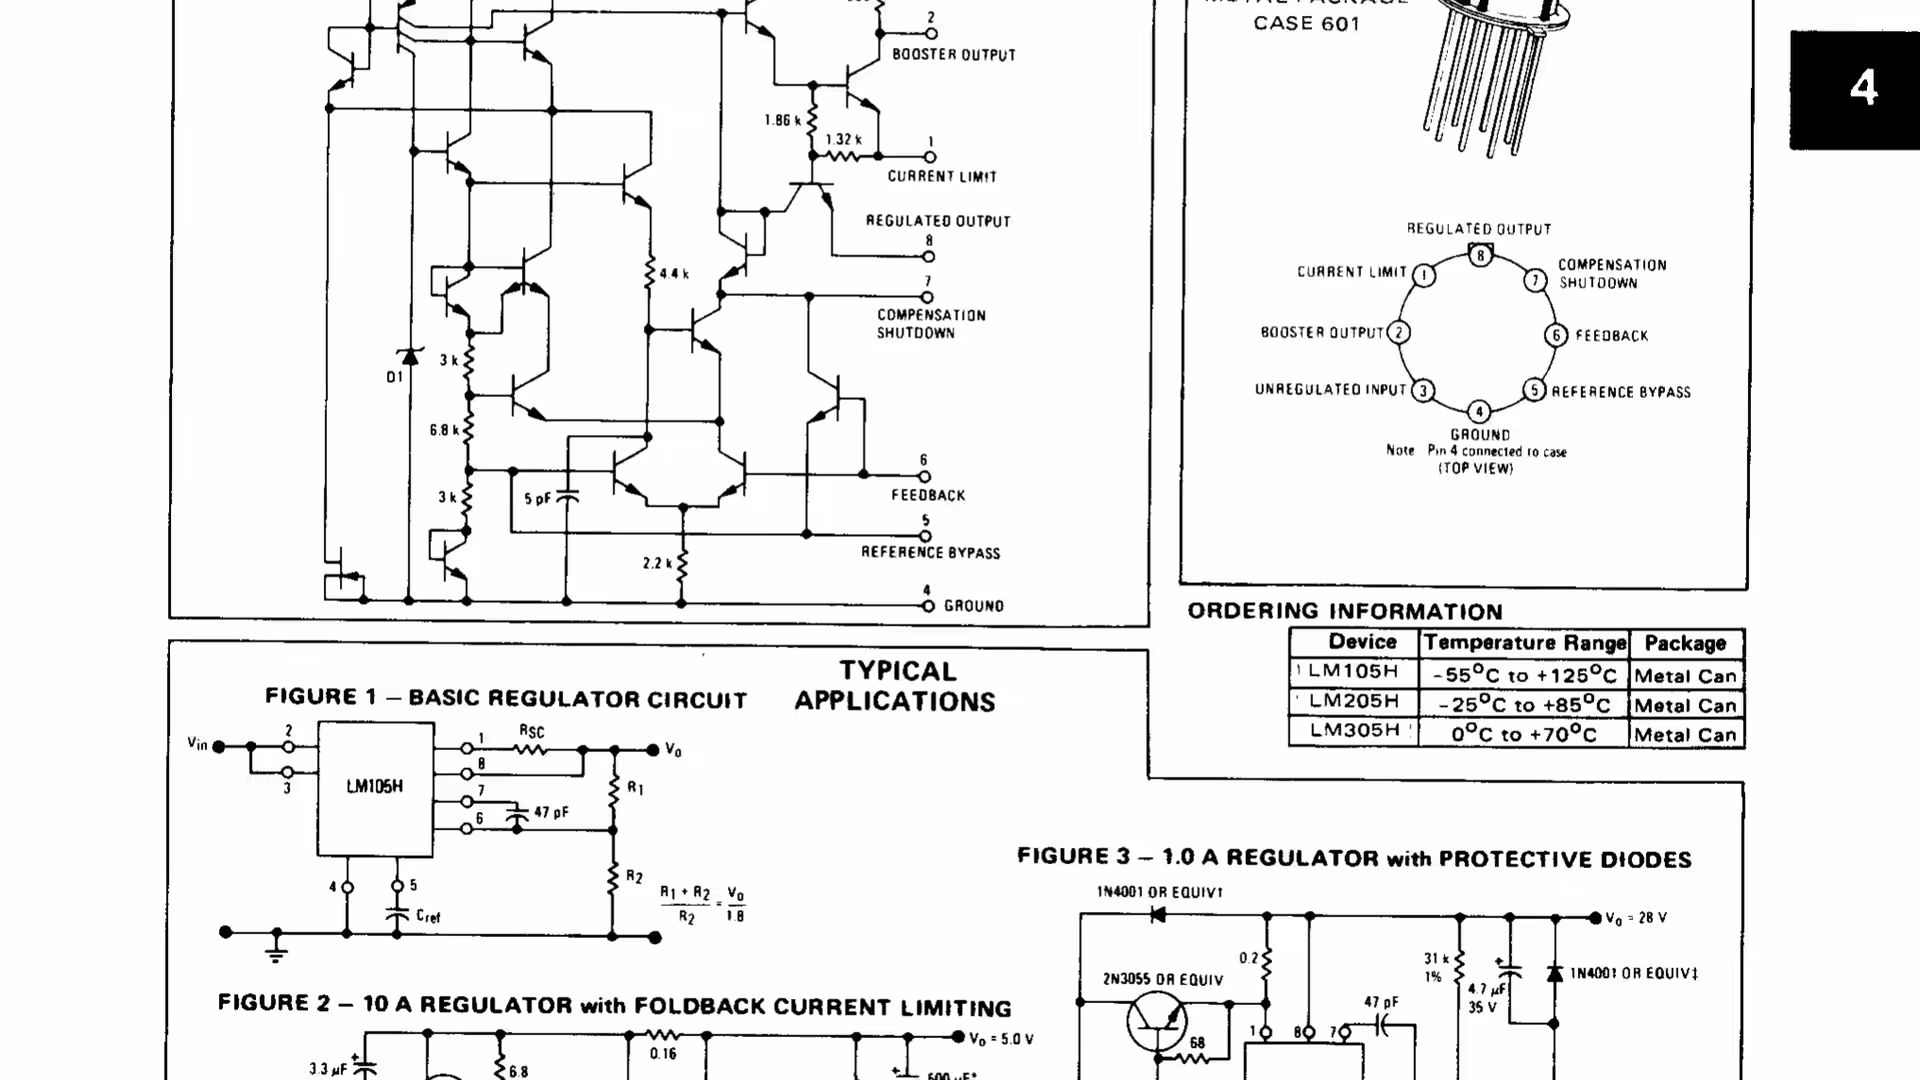 2
BOOSTER OUTPUT
1.86 k
1.32 k
1
CURRENT LIMIT
REGULATED OUTPUT
8
4.4 k
7
COMPENSATION
SHUTDOWN
3 k
D1
6.8 k
6
3 k
5 pF
FEEDBACK
5
REFERENCE BYPASS
2.2 k
4
GROUND
METAL PACKAGE
CASE 601
4
REGULATED OUTPUT
8
CURRENT LIMIT 1
7 COMPENSATION
SHUTDOWN
BOOSTER OUTPUT 2
6 FEEDBACK
UNREGULATED INPUT 3
5 REFERENCE BYPASS
4
GROUND
Note Pin 4 connected to case
(TOP VIEW)
ORDERING INFORMATION
Device Temperature Range Package
LM105H -55°C to +125°C Metal Can
LM205H -25°C to +85°C Metal Can
LM305H 0°C to +70°C Metal Can
TYPICAL
APPLICATIONS
FIGURE 1 – BASIC REGULATOR CIRCUIT
Vin
2
1
RSC
Vo
8
3
LM105H
7
R1
47 pF
6
4
5
R2
Cref
R1 + R2 = Vo
R2 1.8
FIGURE 2 – 10 A REGULATOR with FOLDBACK CURRENT LIMITING
Vo = 5.0 V
0.16
3.3 µF
+
6.8
+
FIGURE 3 – 1.0 A REGULATOR with PROTECTIVE DIODES
1N4001 OR EQUIV†
Vo = 28 V
0.2
31 k
1%
+
4.7 µF
35 V
1N4001 OR EQUIV‡
2N3055 OR EQUIV
47 pF
1
8
7
68